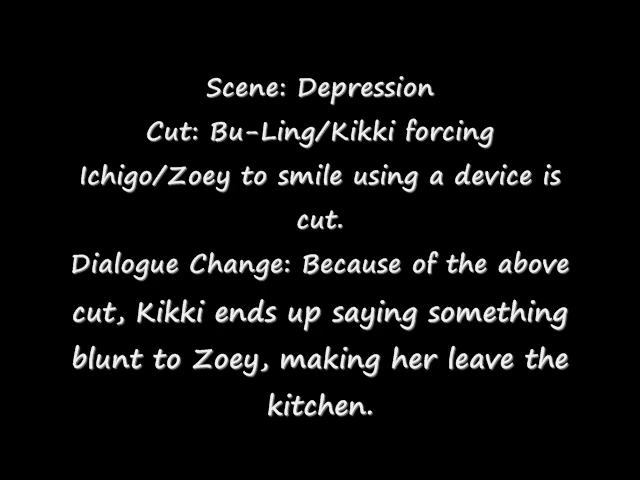 Scene: Depression
Cut: Bu-Ling/Kikki forcing
Ichigo/Zoey to smile using a device is
cut.
Dialogue Change: Because of the above
cut, Kikki ends up saying something
blunt to Zoey, making her leave the
kitchen.